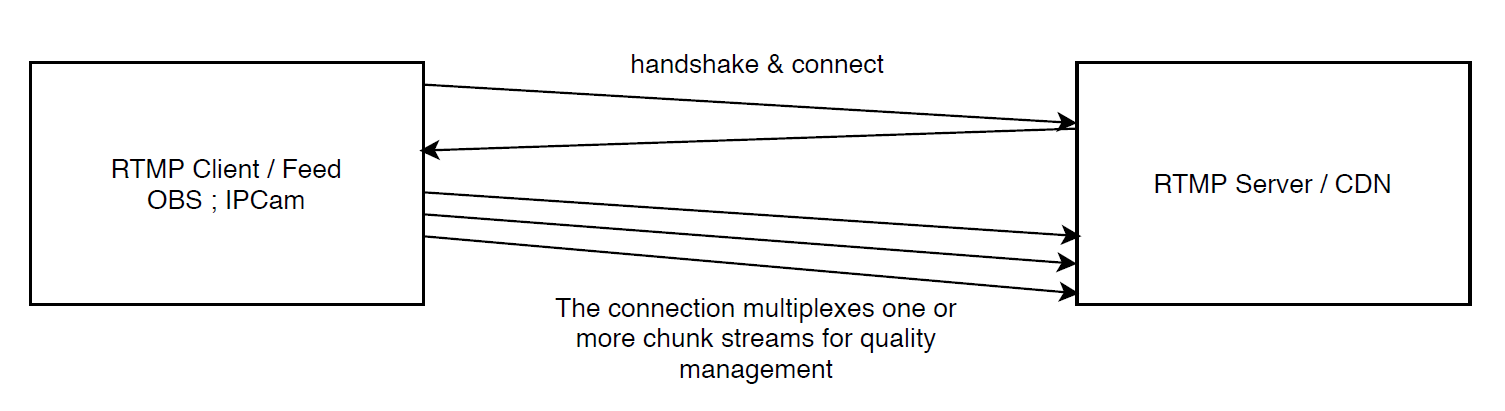 handshake & connect
RTMP Client / Feed
OBS ; IPCam
RTMP Server / CDN
The connection multiplexes one or
more chunk streams for quality
management